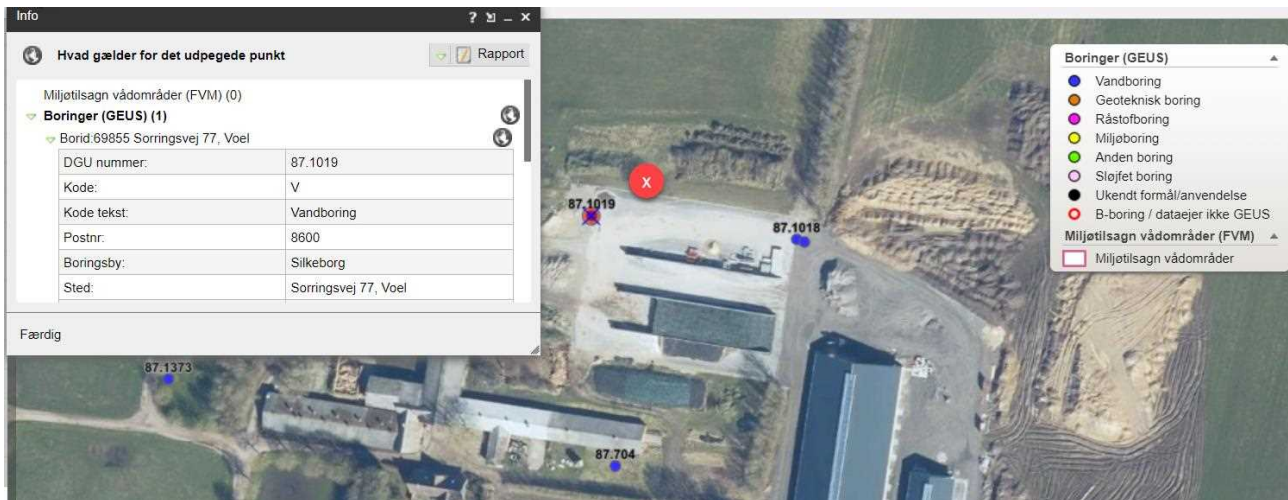 Info
Hvad gælder for det udpegede punkt
Rapport
Miljøtilsagn vådområder (FVM) (0)
Boringer (GEUS) (1)
Borid:69855 Sorringsvej 77, Voel
DGU nummer: 87.1019
Kode: V
Kode tekst: Vandboring
Postnr: 8600
Boringsby: Silkeborg
Sted: Sorringsvej 77, Voel
Færdig
X
87.1019
87.1018
87.1373
87.704
Boringer (GEUS)
Vandboring
Geoteknisk boring
Råstofboring
Miljøboring
Anden boring
Sløjfet boring
Ukendt formål/anvendelse
B-boring / dataejer ikke GEUS
Miljøtilsagn vådområder (FVM)
Miljøtilsagn vådområder